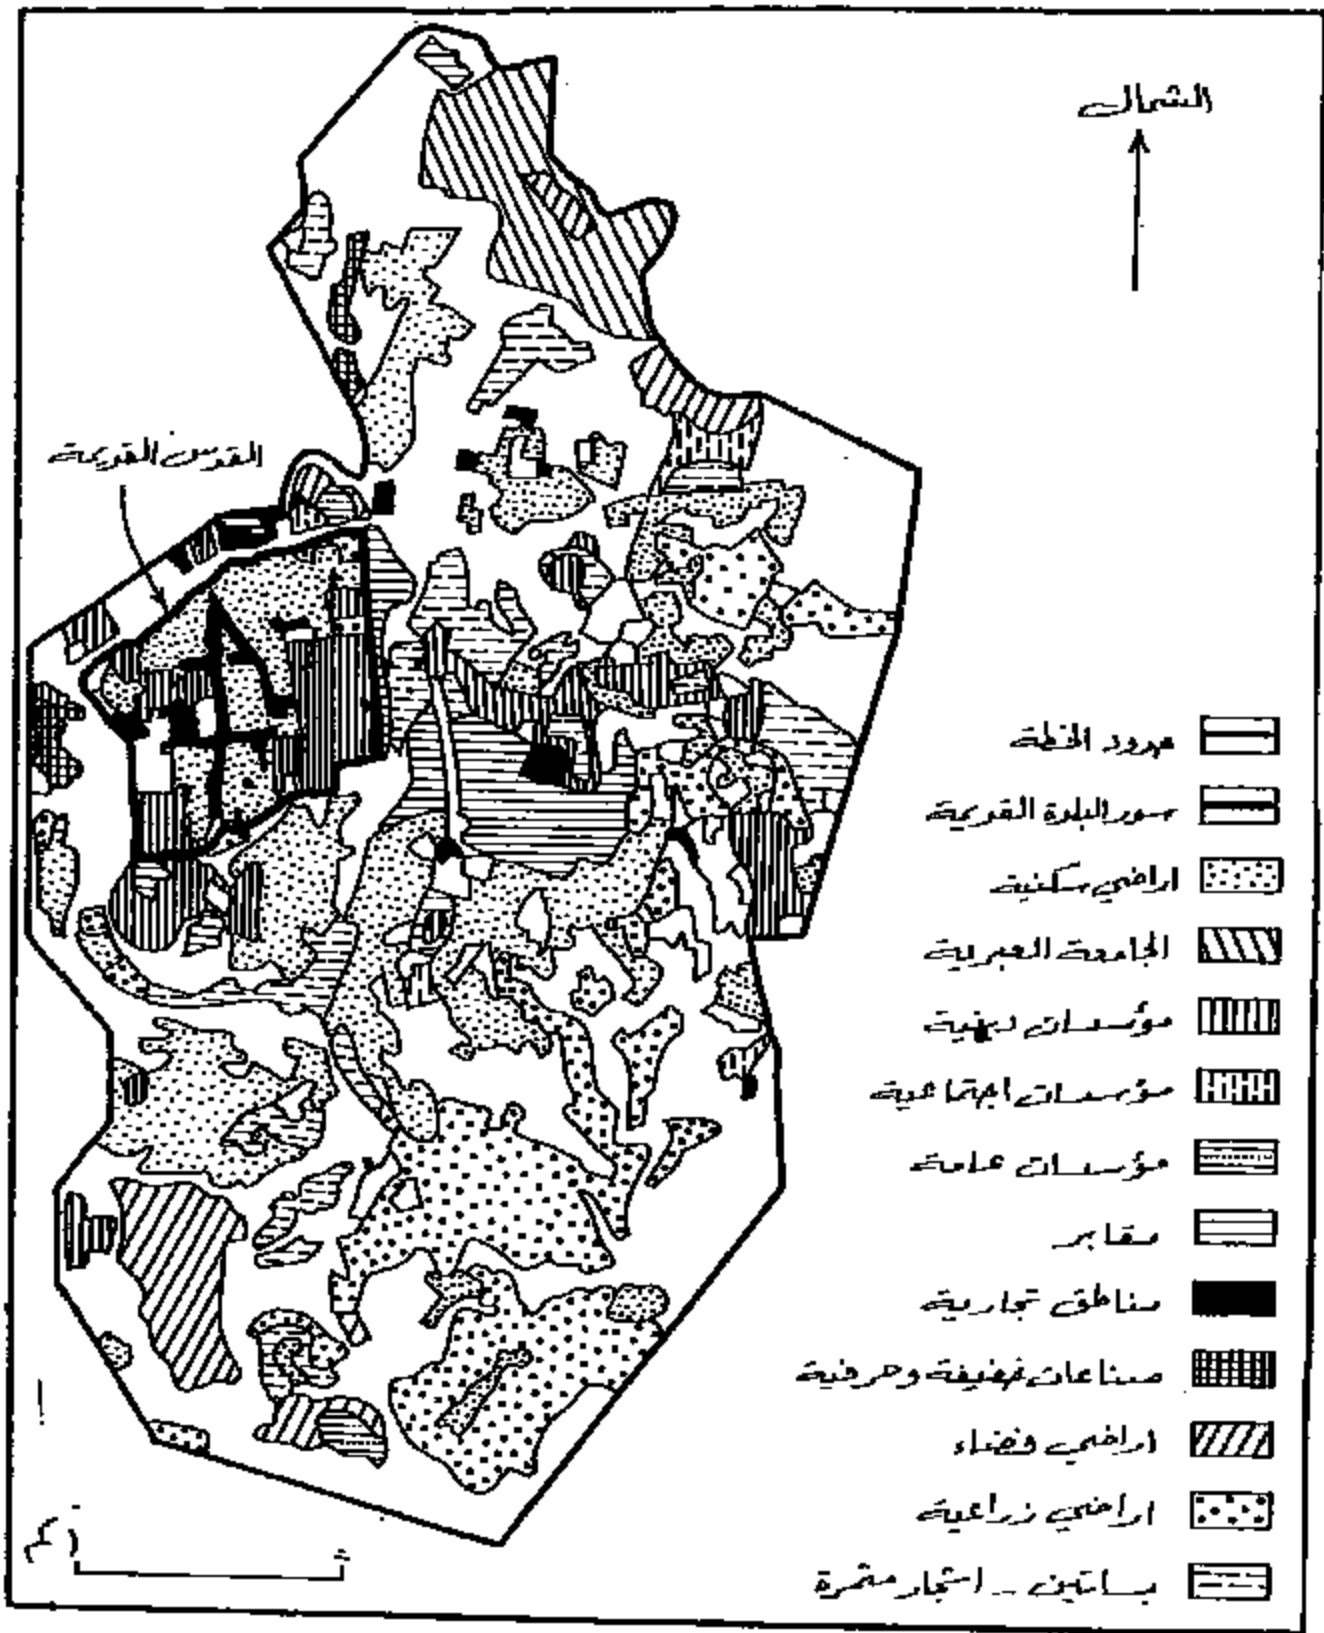 الشمال
القدس القديمة
حدود الخطة
سور البلدة القديمة
اراضي سكنية
الجامعة العبرية
مؤسسات دينية
مؤسسات اجتماعية
مؤسسات عامة
مقابر
مناطق تجارية
صناعات خفيفة وحرفية
اراضي فضاء
اراضي زراعية
بساتين - اشجار مثمرة